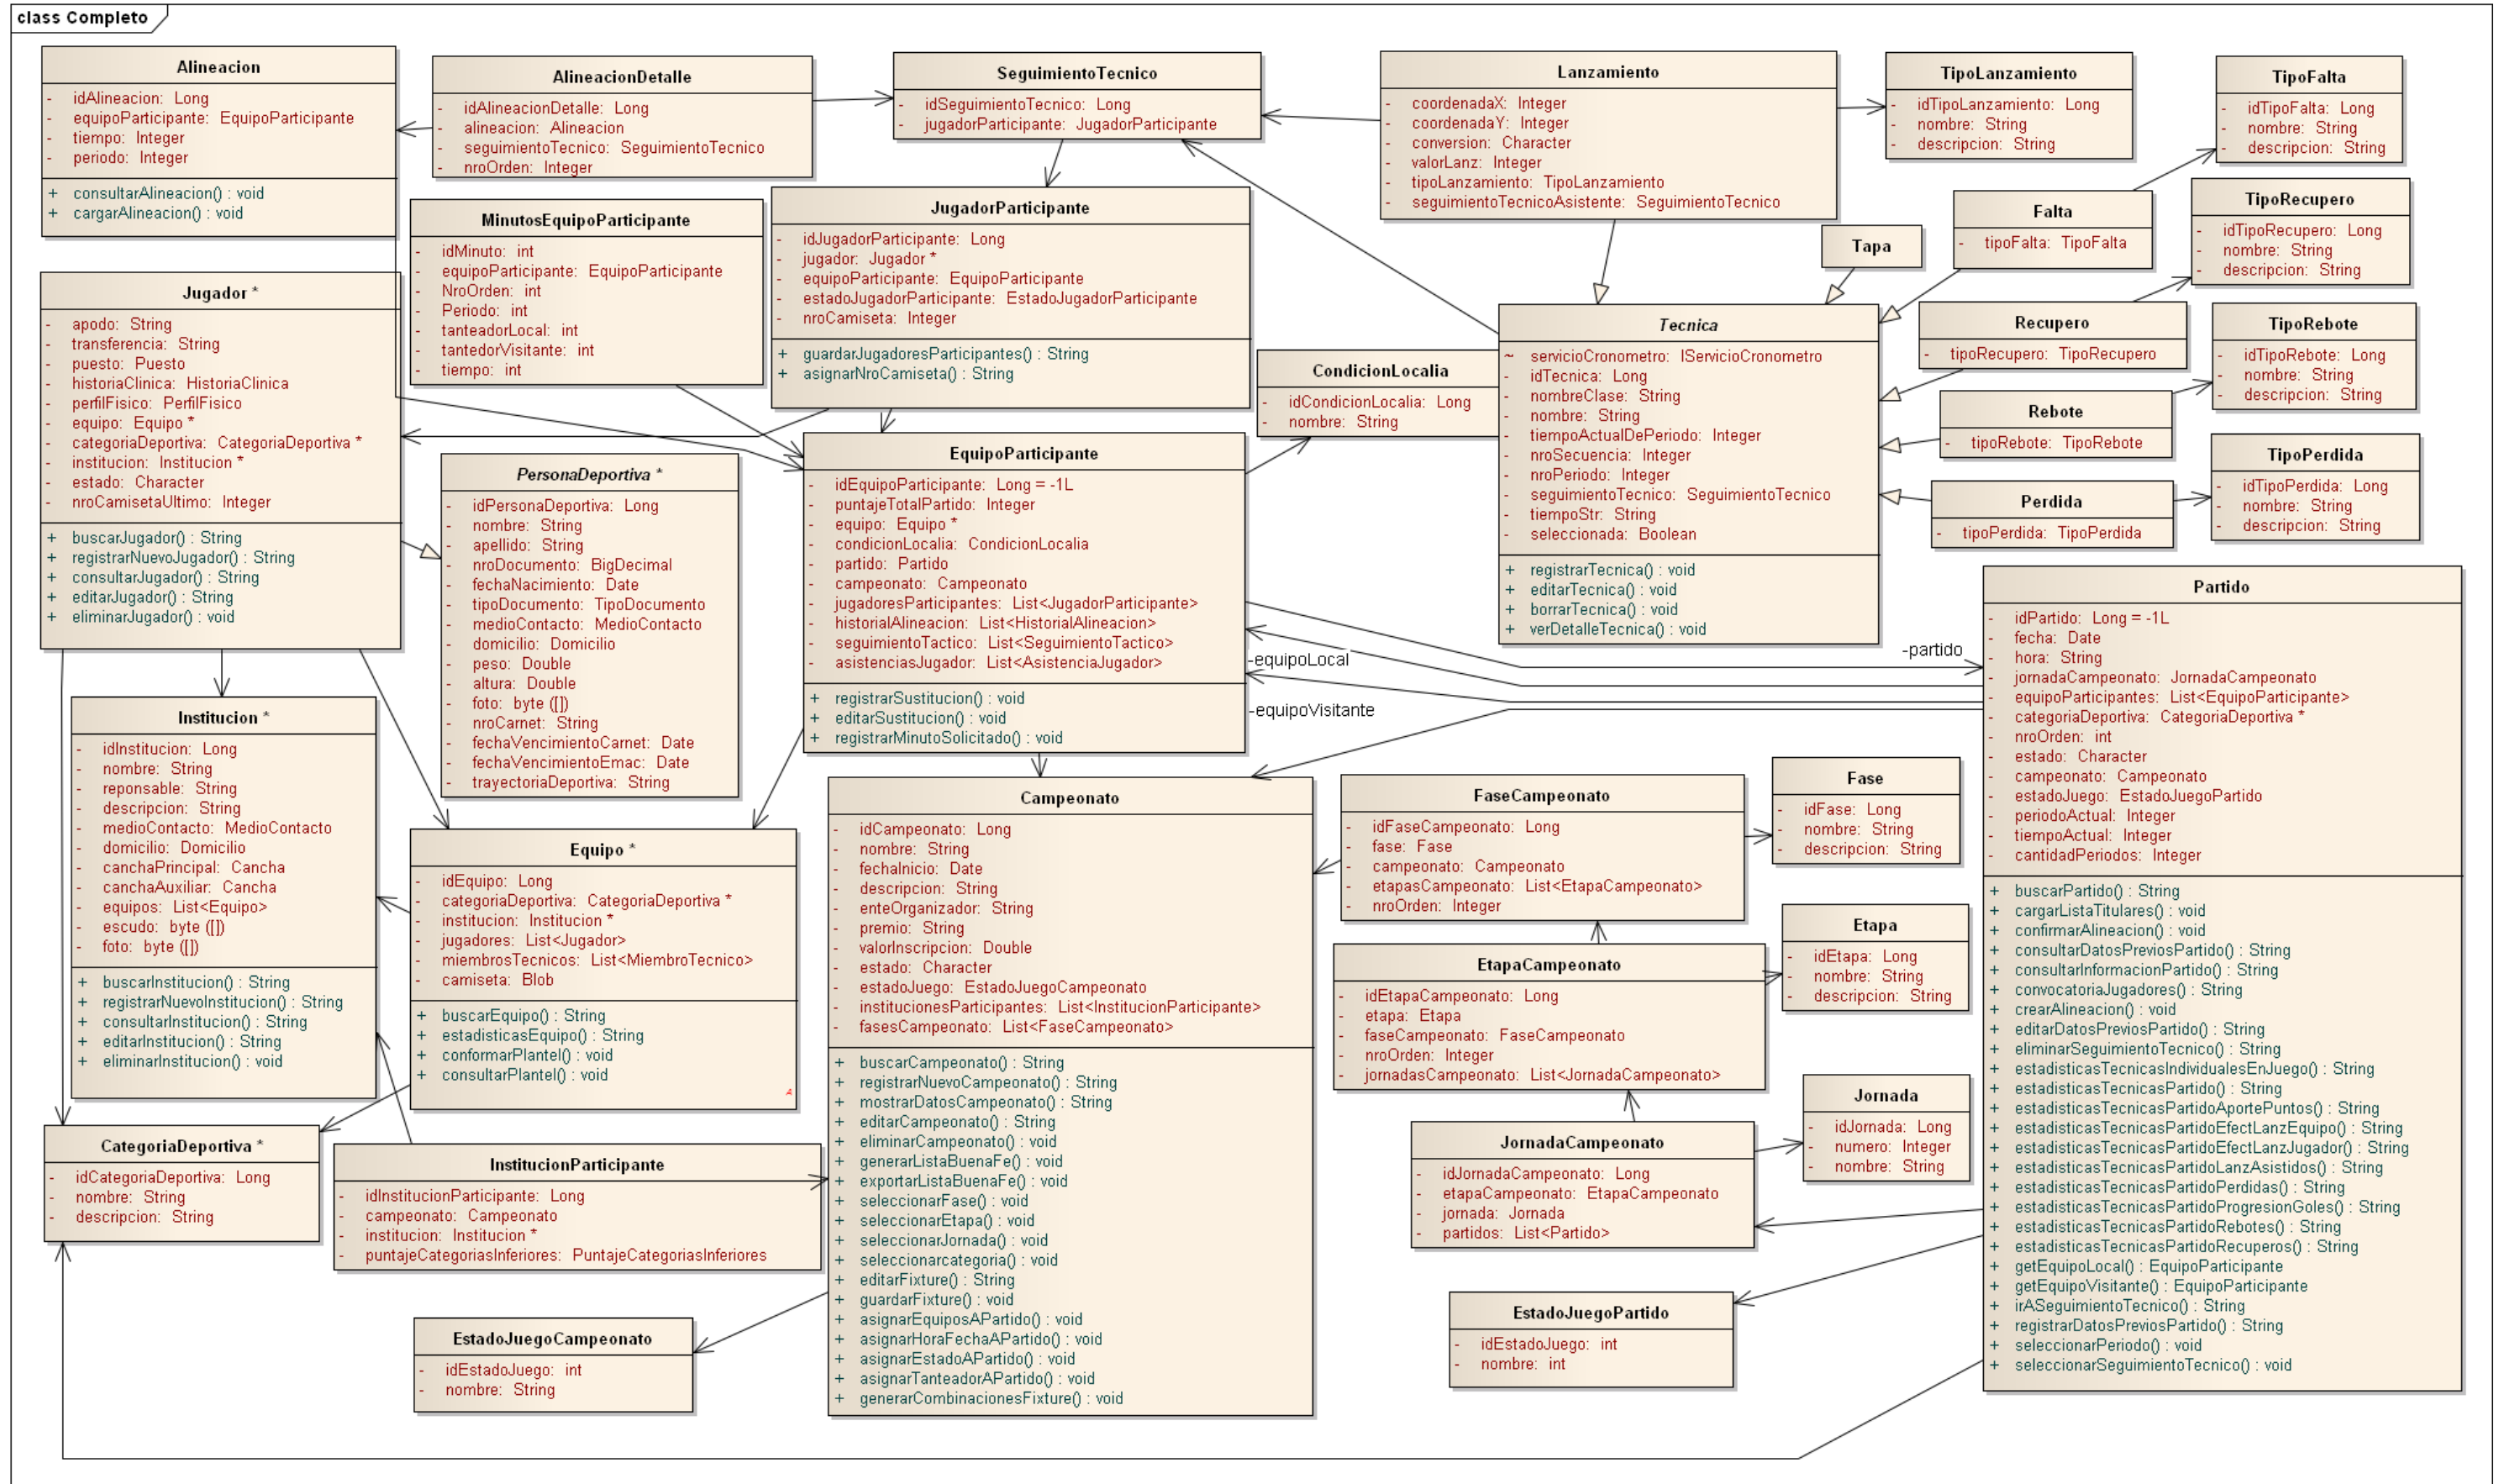 class Completo
Alineacion
- idAlineacion: Long
- equipoParticipante: EquipoParticipante
- tiempo: Integer
- periodo: Integer
+ consultarAlineacion() : void
+ cargarAlineacion() : void
AlineacionDetalle
- idAlineacionDetalle: Long
- alineacion: Alineacion
- seguimientoTecnico: SeguimientoTecnico
- nroOrden: Integer
SeguimientoTecnico
- idSeguimientoTecnico: Long
- jugadorParticipante: JugadorParticipante
Lanzamiento
- coordenadaX: Integer
- coordenadaY: Integer
- conversion: Character
- valorLanz: Integer
- tipoLanzamiento: TipoLanzamiento
- seguimientoTecnicoAsistente: SeguimientoTecnico
TipoLanzamiento
- idTipoLanzamiento: Long
- nombre: String
- descripcion: String
TipoFalta
- idTipoFalta: Long
- nombre: String
- descripcion: String
MinutosEquipoParticipante
- idMinuto: int
- equipoParticipante: EquipoParticipante
- NroOrden: int
- Periodo: int
- tanteadorLocal: int
- tantedorVisitante: int
- tiempo: int
JugadorParticipante
- idJugadorParticipante: Long
- jugador: Jugador *
- equipoParticipante: EquipoParticipante
- estadoJugadorParticipante: EstadoJugadorParticipante
- nroCamiseta: Integer
+ guardarJugadoresParticipantes() : String
+ asignarNroCamiseta() : String
Tapa
Falta
- tipoFalta: TipoFalta
TipoRecupero
- idTipoRecupero: Long
- nombre: String
- descripcion: String
Jugador *
- apodo: String
- transferencia: String
- puesto: Puesto
- historiaClinica: HistoriaClinica
- perfilFisico: PerfilFisico
- equipo: Equipo *
- categoriaDeportiva: CategoriaDeportiva *
- institucion: Institucion *
- estado: Character
- nroCamisetaUltimo: Integer
+ buscarJugador() : String
+ registrarNuevoJugador() : String
+ consultarJugador() : String
+ editarJugador() : String
+ eliminarJugador() : void
CondicionLocalia
- idCondicionLocalia: Long
- nombre: String
Tecnica
~ servicioCronometro: IServicioCronometro
- idTecnica: Long
- nombreClase: String
- nombre: String
- tiempoActualDePeriodo: Integer
- nroSecuencia: Integer
- nroPeriodo: Integer
- seguimientoTecnico: SeguimientoTecnico
- tiempoStr: String
- seleccionada: Boolean
+ registrarTecnica() : void
+ editarTecnica() : void
+ borrarTecnica() : void
+ verDetalleTecnica() : void
Recupero
- tipoRecupero: TipoRecupero
TipoRebote
- idTipoRebote: Long
- nombre: String
- descripcion: String
Rebote
- tipoRebote: TipoRebote
TipoPerdida
- idTipoPerdida: Long
- nombre: String
- descripcion: String
Perdida
- tipoPerdida: TipoPerdida
PersonaDeportiva *
- idPersonaDeportiva: Long
- nombre: String
- apellido: String
- nroDocumento: BigDecimal
- fechaNacimiento: Date
- tipoDocumento: TipoDocumento
- medioContacto: MedioContacto
- domicilio: Domicilio
- peso: Double
- altura: Double
- foto: byte ([])
- nroCarnet: String
- fechaVencimientoCarnet: Date
- fechaVencimientoEmac: Date
- trayectoriaDeportiva: String
EquipoParticipante
- idEquipoParticipante: Long = -1L
- puntajeTotalPartido: Integer
- equipo: Equipo *
- condicionLocalia: CondicionLocalia
- partido: Partido
- campeonato: Campeonato
- jugadoresParticipantes: List<JugadorParticipante>
- historialAlineacion: List<HistorialAlineacion>
- seguimientoTactico: List<SeguimientoTactico>
- asistenciasJugador: List<AsistenciaJugador>
+ registrarSustitucion() : void
+ editarSustitucion() : void
+ registrarMinutoSolicitado() : void
-equipoLocal
-equipoVisitante
-partido
Partido
- idPartido: Long = -1L
- fecha: Date
- hora: String
- jornadaCampeonato: JornadaCampeonato
- equipoParticipantes: List<EquipoParticipante>
- categoriaDeportiva: CategoriaDeportiva *
- nroOrden: int
- estado: Character
- campeonato: Campeonato
- estadoJuego: EstadoJuegoPartido
- periodoActual: Integer
- tiempoActual: Integer
- cantidadPeriodos: Integer
+ buscarPartido() : String
+ cargarListaTitulares() : void
+ confirmarAlineacion() : void
+ consultarDatosPreviosPartido() : String
+ consultarInformacionPartido() : String
+ convocatoriaJugadores() : String
+ crearAlineacion() : void
+ editarDatosPreviosPartido() : String
+ eliminarSeguimientoTecnico() : String
+ estadisticasTecnicasIndividualesEnJuego() : String
+ estadisticasTecnicasPartido() : String
+ estadisticasTecnicasPartidoAportePuntos() : String
+ estadisticasTecnicasPartidoEfectLanzEquipo() : String
+ estadisticasTecnicasPartidoEfectLanzJugador() : String
+ estadisticasTecnicasPartidoLanzAsistidos() : String
+ estadisticasTecnicasPartidoPerdidas() : String
+ estadisticasTecnicasPartidoProgresionGoles() : String
+ estadisticasTecnicasPartidoRebotes() : String
+ estadisticasTecnicasPartidoRecuperos() : String
+ getEquipoLocal() : EquipoParticipante
+ getEquipoVisitante() : EquipoParticipante
+ irASeguimientoTecnico() : String
+ registrarDatosPreviosPartido() : String
+ seleccionarPeriodo() : void
+ seleccionarSeguimientoTecnico() : void
Institucion *
- idInstitucion: Long
- nombre: String
- reponsable: String
- descripcion: String
- medioContacto: MedioContacto
- domicilio: Domicilio
- canchaPrincipal: Cancha
- canchaAuxiliar: Cancha
- equipos: List<Equipo>
- escudo: byte ([])
- foto: byte ([])
+ buscarInstitucion() : String
+ registrarNuevoInstitucion() : String
+ consultarInstitucion() : String
+ editarInstitucion() : String
+ eliminarInstitucion() : void
Equipo *
- idEquipo: Long
- categoriaDeportiva: CategoriaDeportiva *
- institucion: Institucion *
- jugadores: List<Jugador>
- miembrosTecnicos: List<MiembroTecnico>
- camiseta: Blob
+ buscarEquipo() : String
+ estadisticasEquipo() : String
+ conformarPlantel() : void
+ consultarPlantel() : void
Campeonato
- idCampeonato: Long
- nombre: String
- fechaInicio: Date
- descripcion: String
- enteOrganizador: String
- premio: String
- valorInscripcion: Double
- estado: Character
- estadoJuego: EstadoJuegoCampeonato
- institucionesParticipantes: List<InstitucionParticipante>
- fasesCampeonato: List<FaseCampeonato>
+ buscarCampeonato() : String
+ registrarNuevoCampeonato() : String
+ mostrarDatosCampeonato() : String
+ editarCampeonato() : String
+ eliminarCampeonato() : void
+ generarListaBuenaFe() : void
+ exportarListaBuenaFe() : void
+ seleccionarFase() : void
+ seleccionarEtapa() : void
+ seleccionarJornada() : void
+ seleccionarcategoria() : void
+ editarFixture() : String
+ guardarFixture() : void
+ asignarEquiposAPartido() : void
+ asignarHoraFechaAPartido() : void
+ asignarEstadoAPartido() : void
+ asignarTanteadorAPartido() : void
+ generarCombinacionesFixture() : void
FaseCampeonato
- idFaseCampeonato: Long
- fase: Fase
- campeonato: Campeonato
- etapasCampeonato: List<EtapaCampeonato>
- nroOrden: Integer
Fase
- idFase: Long
- nombre: String
- descripcion: String
EtapaCampeonato
- idEtapaCampeonato: Long
- etapa: Etapa
- faseCampeonato: FaseCampeonato
- nroOrden: Integer
- jornadasCampeonato: List<JornadaCampeonato>
Etapa
- idEtapa: Long
- nombre: String
- descripcion: String
JornadaCampeonato
- idJornadaCampeonato: Long
- etapaCampeonato: EtapaCampeonato
- jornada: Jornada
- partidos: List<Partido>
Jornada
- idJornada: Long
- numero: Integer
- nombre: String
CategoriaDeportiva *
- idCategoriaDeportiva: Long
- nombre: String
- descripcion: String
InstitucionParticipante
- idInstitucionParticipante: Long
- campeonato: Campeonato
- institucion: Institucion *
- puntajeCategoriasInferiores: PuntajeCategoriasInferiores
EstadoJuegoCampeonato
- idEstadoJuego: int
- nombre: String
EstadoJuegoPartido
- idEstadoJuego: int
- nombre: int